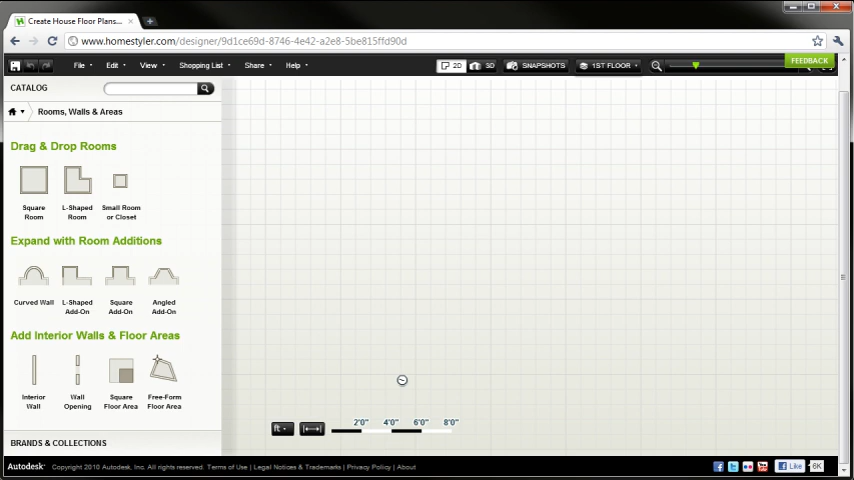 Create House Floor Plans...
www.homestyler.com/designer/9d1ce69d-8746-4e42-a2e8-5be815ffd90d
File Edit View Shopping List Share Help 2D 3D SNAPSHOTS 1ST FLOOR FEEDBACK
CATALOG
Rooms, Walls & Areas
Drag & Drop Rooms
Square Room
L-Shaped Room
Small Room or Closet
Expand with Room Additions
Curved Wall
L-Shaped Add-On
Square Add-On
Angled Add-On
Add Interior Walls & Floor Areas
Interior Wall
Wall Opening
Square Floor Area
Free-Form Floor Area
ft 2'0" 4'0" 6'0" 8'0"
BRANDS & COLLECTIONS
Autodesk® Copyright 2010 Autodesk, Inc. All rights reserved. Terms of Use | Legal Notices & Trademarks | Privacy Policy | About Like 6K